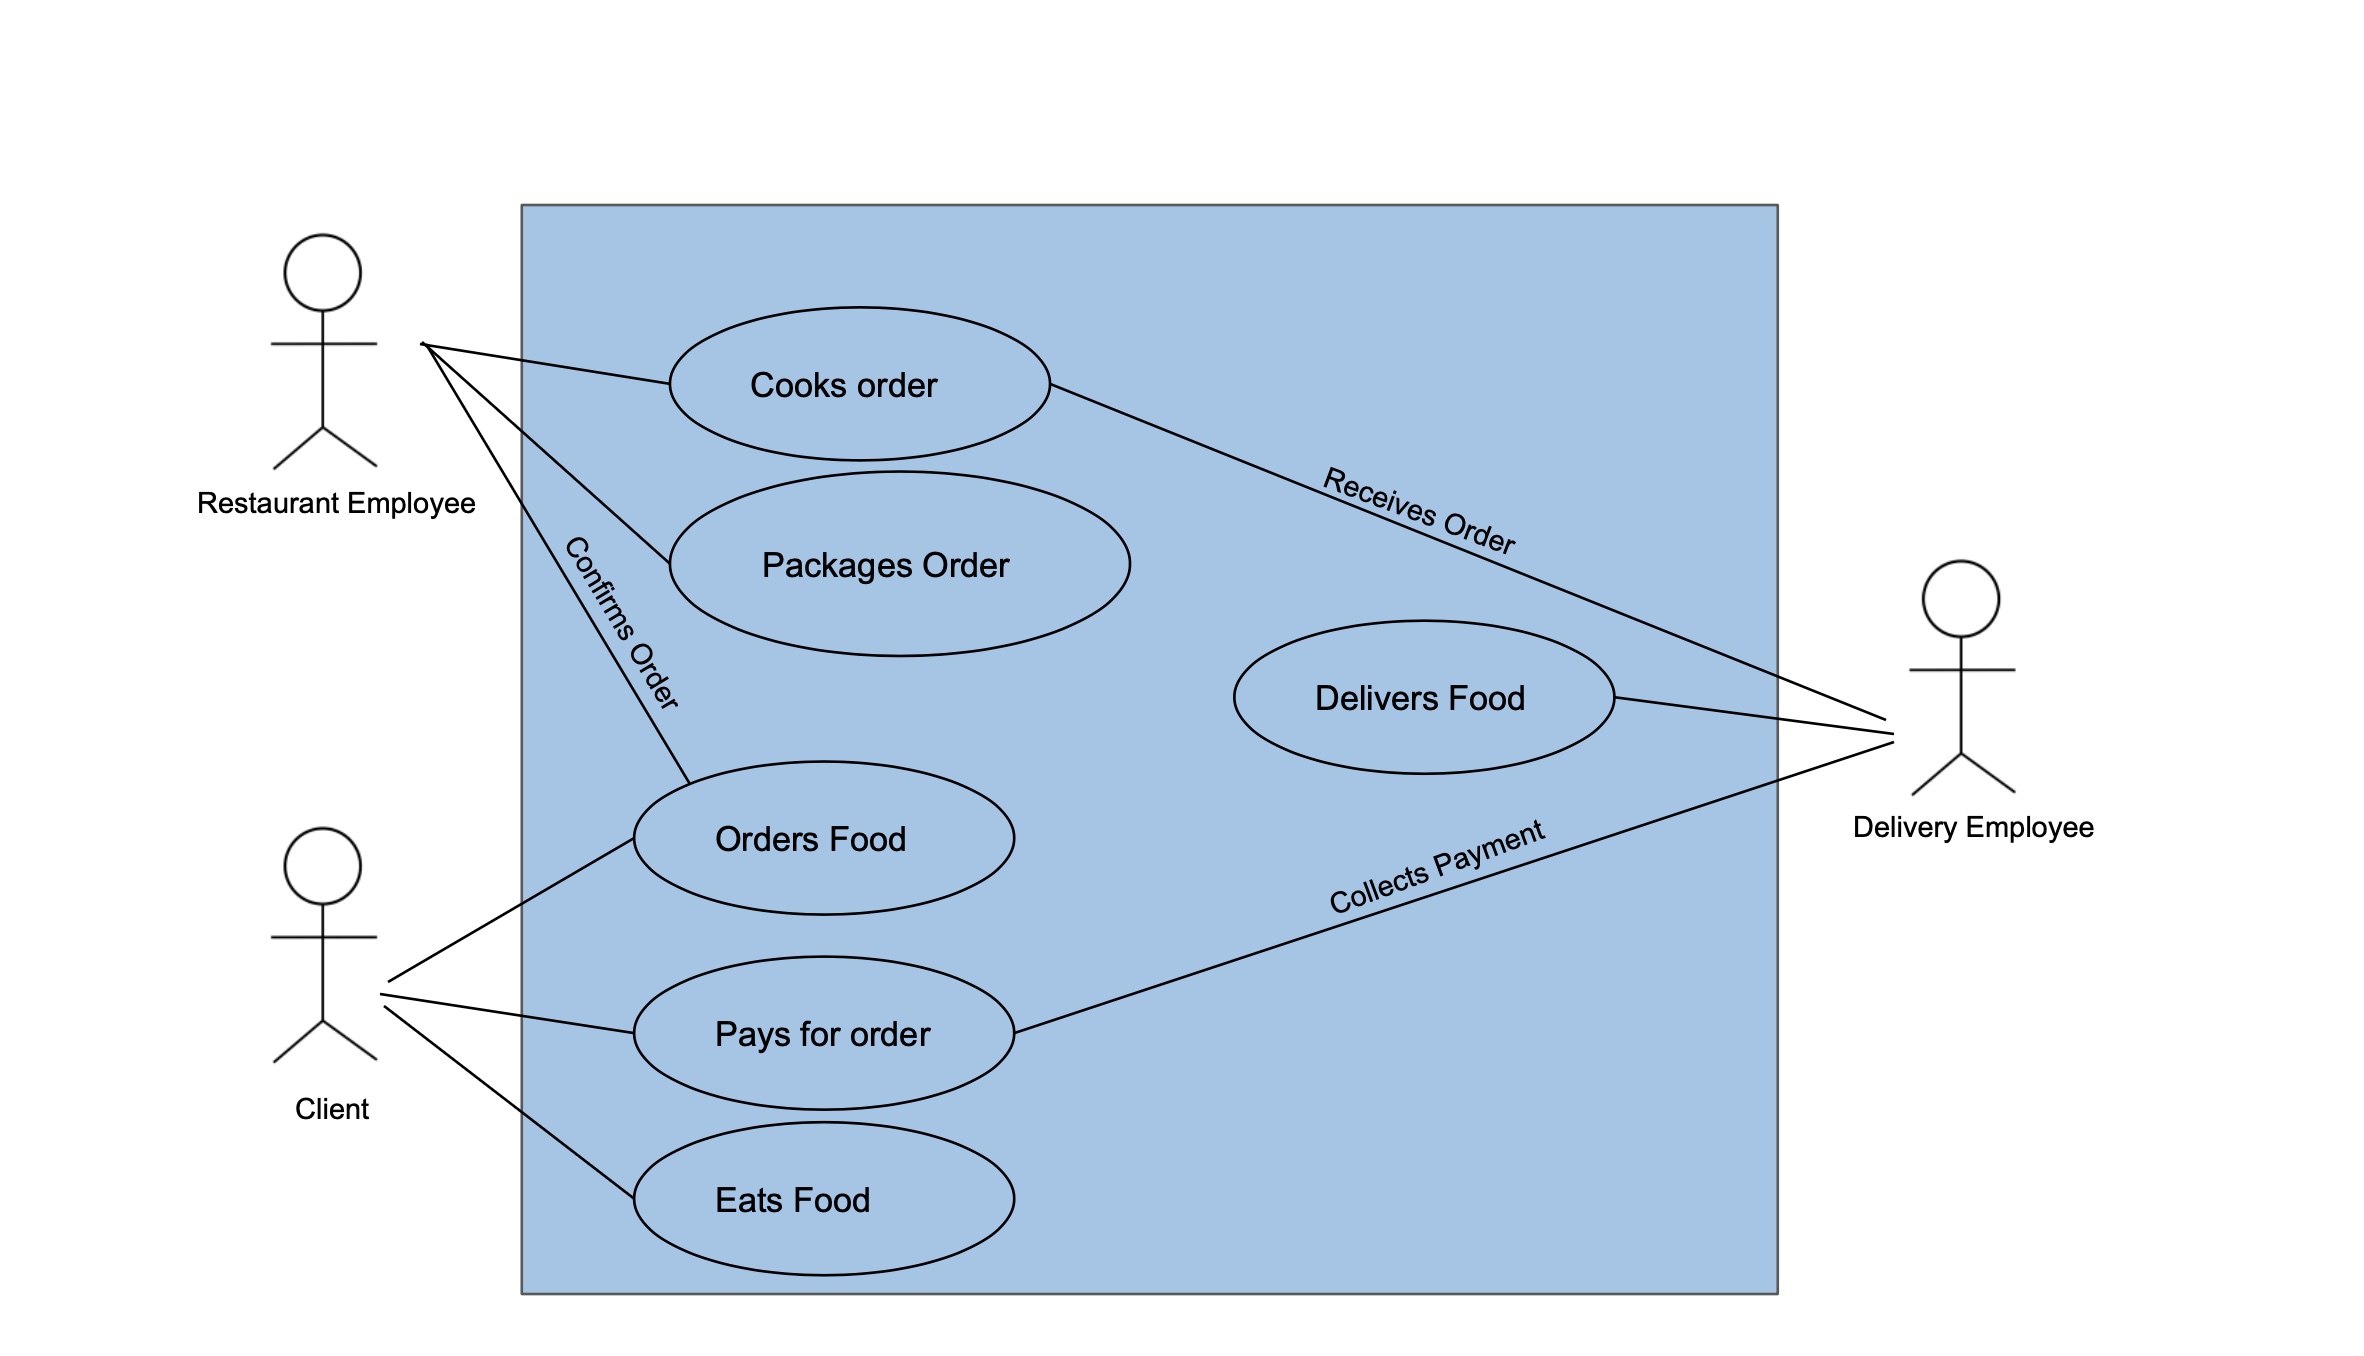 Cooks order
Restaurant Employee
Receives Order
Packages Order
Confirms Order
Delivers Food
Delivery Employee
Orders Food
Collects Payment
Pays for order
Client
Eats Food